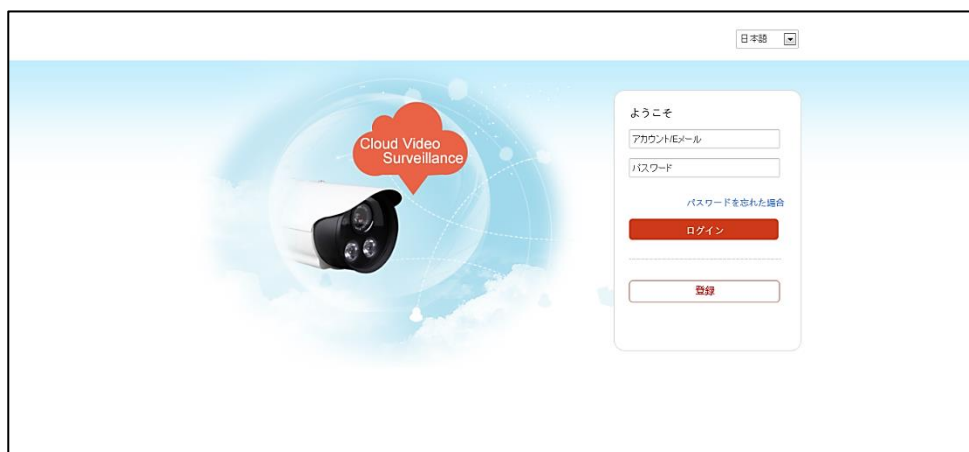 日本語
Cloud Video
Surveillance
ようこそ
アカウント/Eメール
パスワード
パスワードを忘れた場合
ログイン
登録